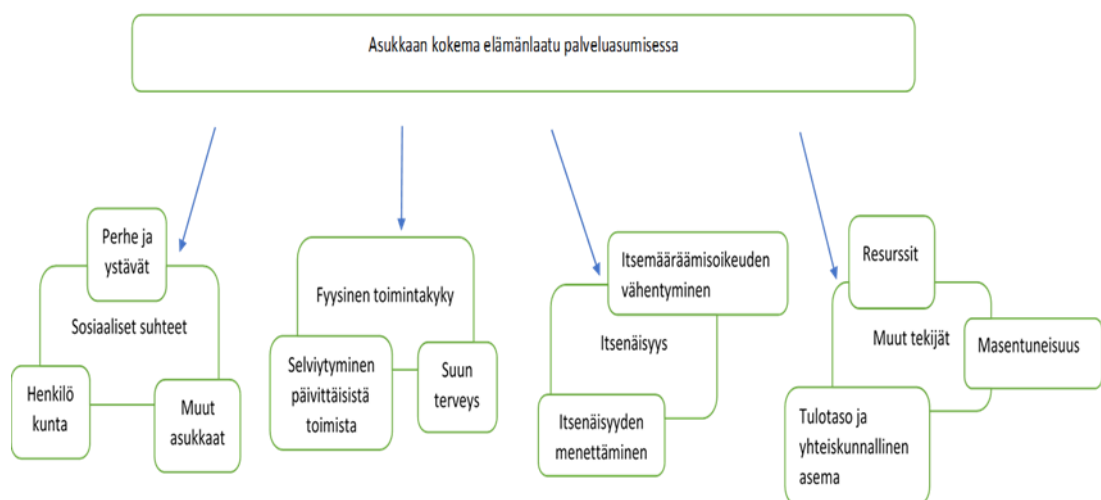 Asukkaan kokema elämänlaatu palveluasumisessa
Perhe ja
ystävät
Sosiaaliset suhteet
Henkilö
kunta
Muut
asukkaat
Fyysinen toimintakyky
Selviytyminen
päivittäisistä
toimista
Suun
terveys
Itsemääräämisoikeuden
vähentyminen
Itsenäisyys
Itsenäisyyden
menettäminen
Resurssit
Muut tekijät
Masentuneisuus
Tulotaso ja
yhteiskunnallinen
asema